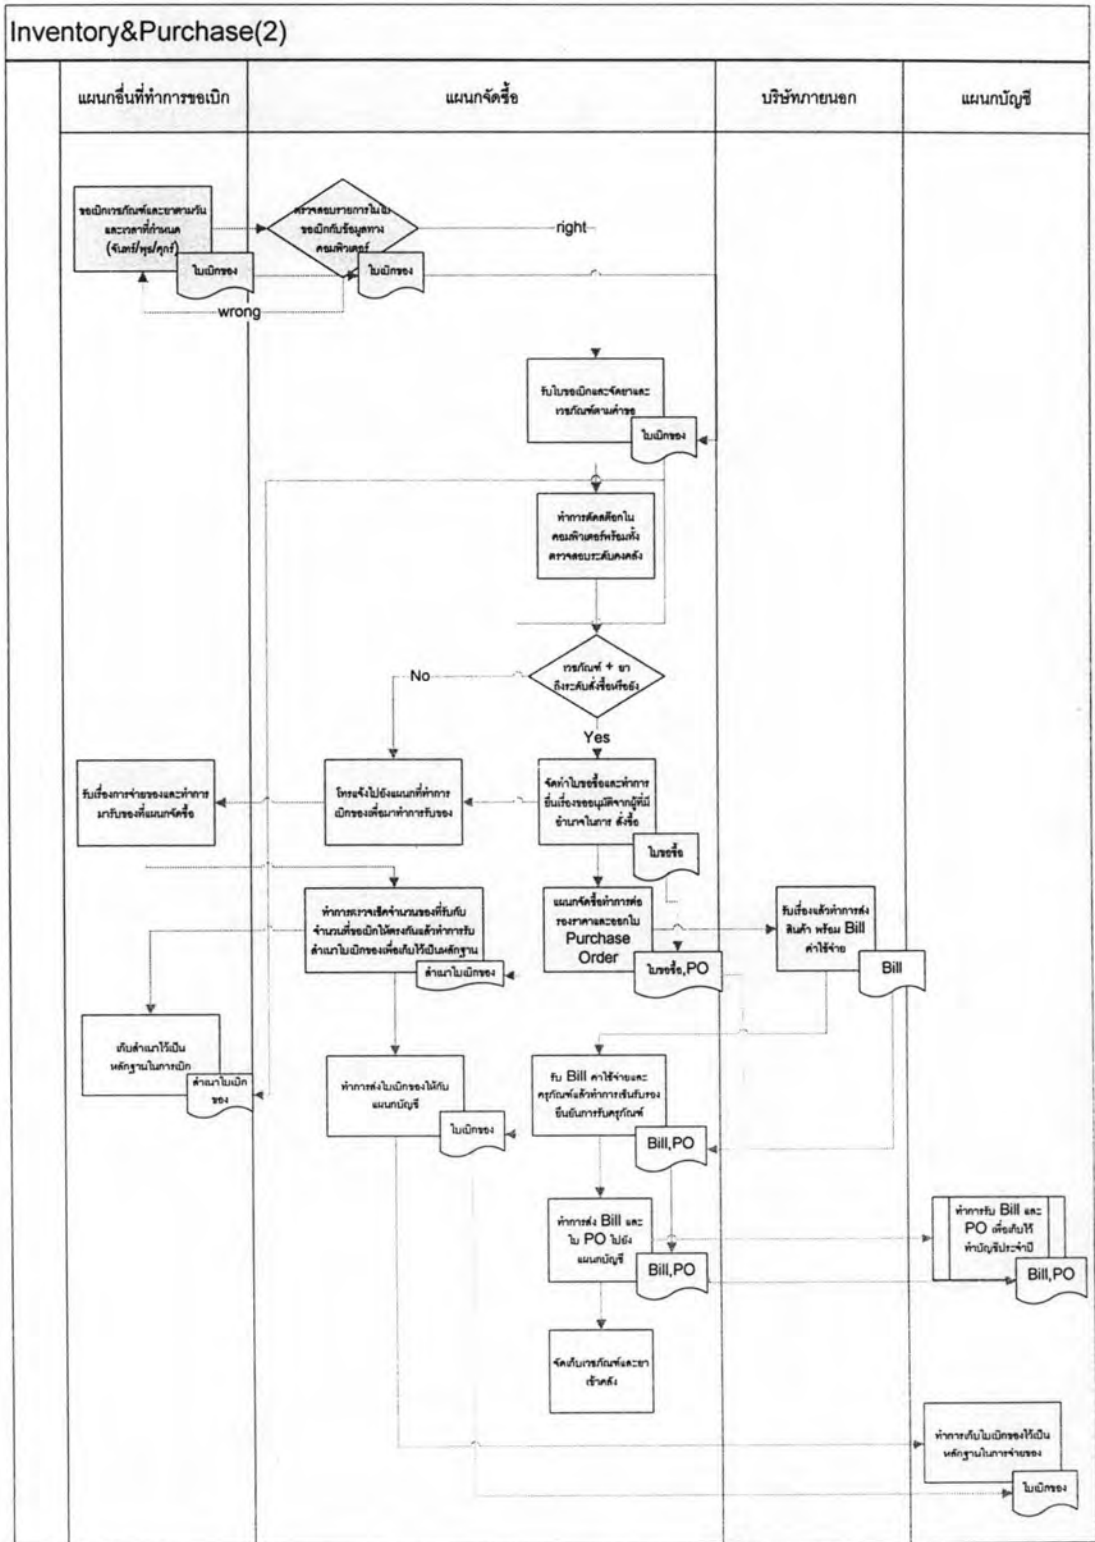 Inventory&Purchase(2)
แผนกอื่นที่ทำการขอเบิก
แผนกจัดซื้อ
บริษัทภายนอก
แผนกบัญชี
ขอเบิกเวชภัณฑ์และยาตามวัน
และเวลาที่กำหนด
(จันทร์/พุธ/ศุกร์)
ใบเบิกของ
ตรวจสอบรายการในใบ
ขอเบิกกับข้อมูลทาง
คอมพิวเตอร์
ใบเบิกของ
right
wrong
รับใบขอเบิกและจัดยาและ
เวชภัณฑ์ตามคำขอ
ใบเบิกของ
ทำการตัดสต๊อกใน
คอมพิวเตอร์พร้อมทั้ง
ตรวจสอบระดับคงคลัง
เวชภัณฑ์ + ยา
ถึงระดับสั่งซื้อหรือยัง
No
Yes
รับเรื่องการจ่ายของและทำการ
มารับของที่แผนกจัดซื้อ
โทรแจ้งไปยังแผนกที่ทำการ
เบิกของเพื่อมาทำการรับของ
จัดทำใบขอซื้อและทำการ
ยื่นเรื่องขออนุมัติจากผู้ที่มี
อำนาจในการ สั่งซื้อ
ใบขอซื้อ
ทำการตรวจเช็คจำนวนของที่รับกับ
จำนวนที่ขอเบิกให้ตรงกันแล้วทำการรับ
สำเนาใบเบิกของเพื่อเก็บไว้เป็นหลักฐาน
สำเนาใบเบิกของ
แผนกจัดซื้อทำการต่อ
รองราคาและออกใบ
Purchase
Order
ใบขอซื้อ,PO
รับเรื่องแล้วทำการส่ง
สินค้า พร้อม Bill
ค่าใช้จ่าย
Bill
เก็บสำเนาไว้เป็น
หลักฐานในการเบิก
สำเนาใบเบิก
ของ
ทำการส่งใบเบิกของให้กับ
แผนกบัญชี
ใบเบิกของ
รับ Bill ค่าใช้จ่ายและ
ครุภัณฑ์แล้วทำการเซ็นรับรอง
ยืนยันการรับครุภัณฑ์
Bill,PO
ทำการส่ง Bill และ
ใบ PO ไปยัง
แผนกบัญชี
Bill,PO
ทำการรับ Bill และ
PO เพื่อเก็บไว้
ทำบัญชีประจำปี
Bill,PO
จัดเก็บเวชภัณฑ์และยา
เข้าคลัง
ทำการเก็บใบเบิกของไว้เป็น
หลักฐานในการจ่ายของ
ใบเบิกของ